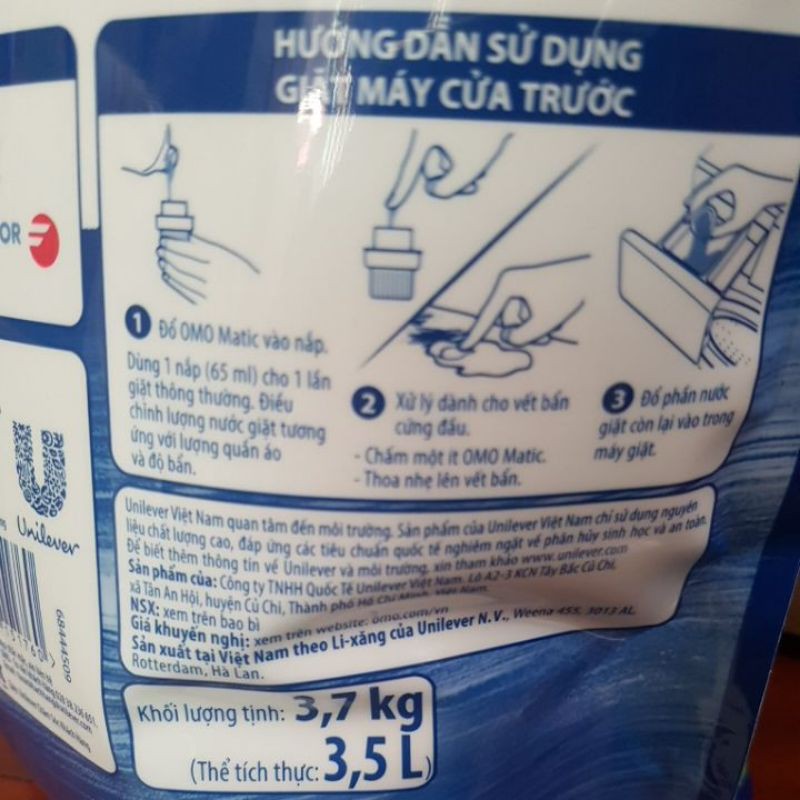 HƯỚNG DẪN SỬ DỤNG
GIẶT MÁY CỬA TRƯỚC
1 Đổ OMO Matic vào nắp.
Dùng 1 nắp (65 ml) cho 1 lần
giặt thông thường. Điều
chỉnh lượng nước giặt tương
ứng với lượng quần áo
và độ bẩn.
2 Xử lý dành cho vết bẩn
cứng đầu.
- Chấm một ít OMO Matic.
- Thoa nhẹ lên vết bẩn.
3 Đổ phần nước
giặt còn lại vào trong
máy giặt.
Unilever Việt Nam quan tâm đến môi trường. Sản phẩm của Unilever Việt Nam chỉ sử dụng nguyên
liệu chất lượng cao, đáp ứng các tiêu chuẩn quốc tế nghiêm ngặt về phân hủy sinh học và an toàn.
Để biết thêm thông tin về Unilever và môi trường, xin tham khảo www.unilever.com
Sản phẩm của: Công ty TNHH Quốc Tế Unilever Việt Nam. Lô A2-3 KCN Tây Bắc Củ Chi,
xã Tân An Hội, huyện Củ Chi, Thành phố Hồ Chí Minh, Việt Nam.
NSX: xem trên bao bì
Giá khuyến nghị: xem trên website: omo.com/vn
Sản xuất tại Việt Nam theo Li-xăng của Unilever N.V., Weena 455, 3013 AL,
Rotterdam, Hà Lan.
Khối lượng tịnh: 3,7 kg
(Thể tích thực: 3,5 L)
OR
Unilever
68444509